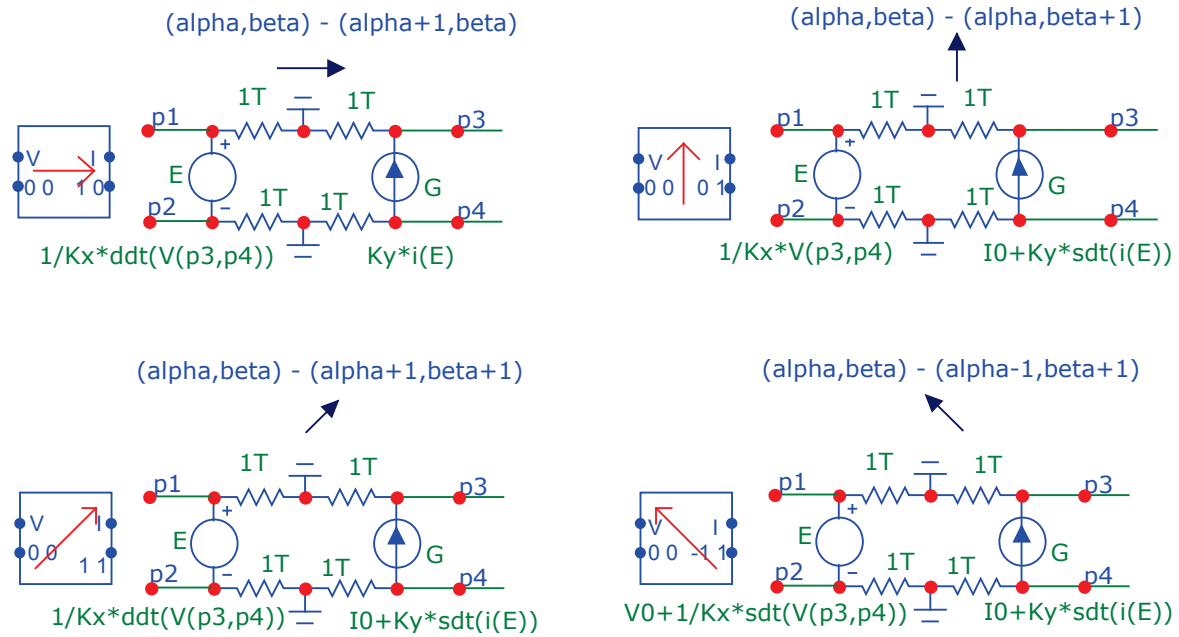 (alpha,beta) - (alpha+1,beta)
1T 1T
p1 p3
V I
0 0 1 0
+
E G
1T 1T
p2 p4
1/Kx*ddt(V(p3,p4)) Ky*i(E)
(alpha,beta) - (alpha,beta+1)
1T 1T
p1 p3
V I
0 0 0 1
+
E G
1T 1T
p2 p4
1/Kx*V(p3,p4) I0+Ky*sdt(i(E))
(alpha,beta) - (alpha+1,beta+1)
1T 1T
p1 p3
V I
0 0 1 1
+
E G
1T 1T
p2 p4
1/Kx*ddt(V(p3,p4)) I0+Ky*sdt(i(E))
(alpha,beta) - (alpha-1,beta+1)
1T 1T
p1 p3
V I
0 0 -1 1
+
E G
1T 1T
p2 p4
V0+1/Kx*sdt(V(p3,p4)) I0+Ky*sdt(i(E))